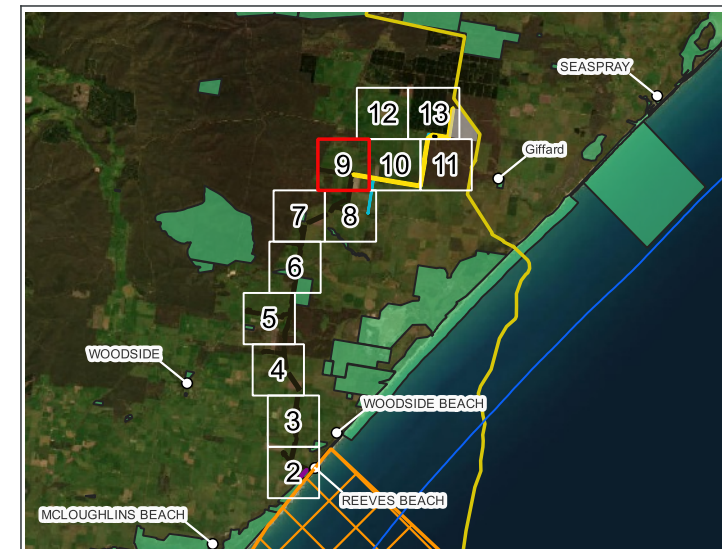 SEASPRAY
12
13
Giffard
9
10
11
7
8
6
5
WOODSIDE
4
WOODSIDE BEACH
3
2
REEVES BEACH
MCLOUGHLINS BEACH